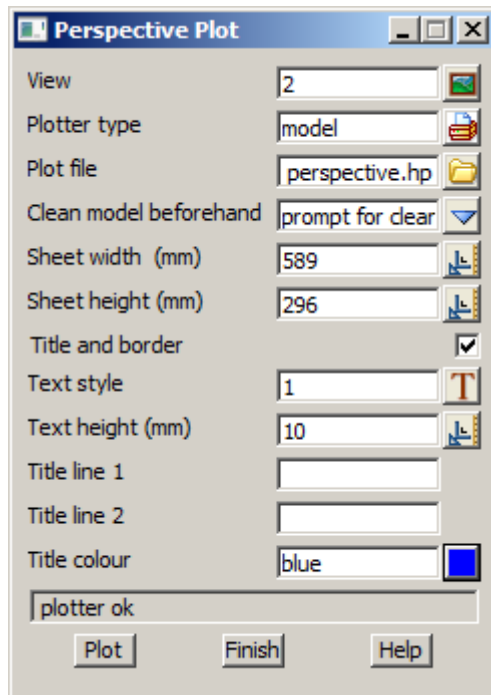 Perspective Plot
View 2
Plotter type model
Plot file perspective.hp
Clean model beforehand prompt for clear
Sheet width (mm) 589
Sheet height (mm) 296
Title and border
Text style 1 T
Text height (mm) 10
Title line 1
Title line 2
Title colour blue
plotter ok
Plot Finish Help